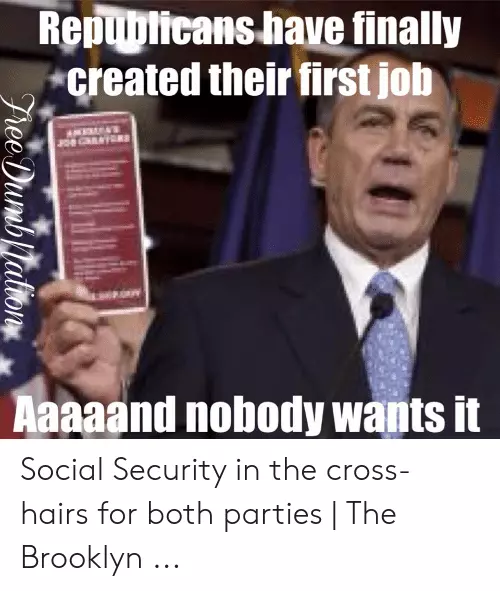 Republicans have finally
created their first job
FreeDumbNation
AMERICA'S
JOB CREATORS
Aaaaand nobody wants it
Social Security in the cross-
hairs for both parties | The
Brooklyn ...